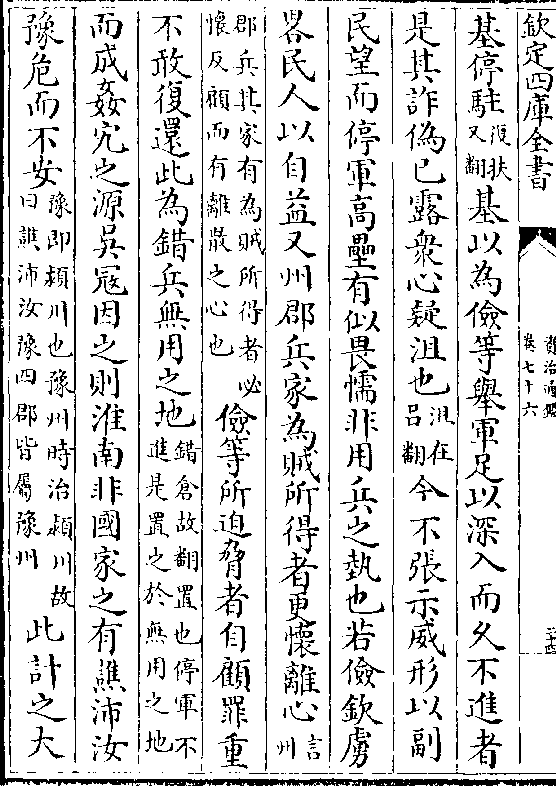 欽定四庫全書
資治通鑑
卷七十六
基停駐復扶又翻基以為儉等舉軍足以深入而久不進者
是其詐偽已露衆心疑沮也沮在呂翻今不張示威形以副
民望而停軍高壘有似畏懦非用兵之埶也若儉欽虜
畧民人以自益又州郡兵家為賊所得者更懷離心言州
郡兵其家有為賊所得者必懷反顧而有離散之心也儉等所迫脅者自顧罪重
不敢復還此為錯兵無用之地錯倉故翻置也停軍不進是置之於無用之地
而成姦宄之源吳冦因之則淮南非國家之有譙沛汝
豫危而不安豫即潁川也豫州時治潁川故曰譙沛汝豫四郡皆屬豫州此計之大